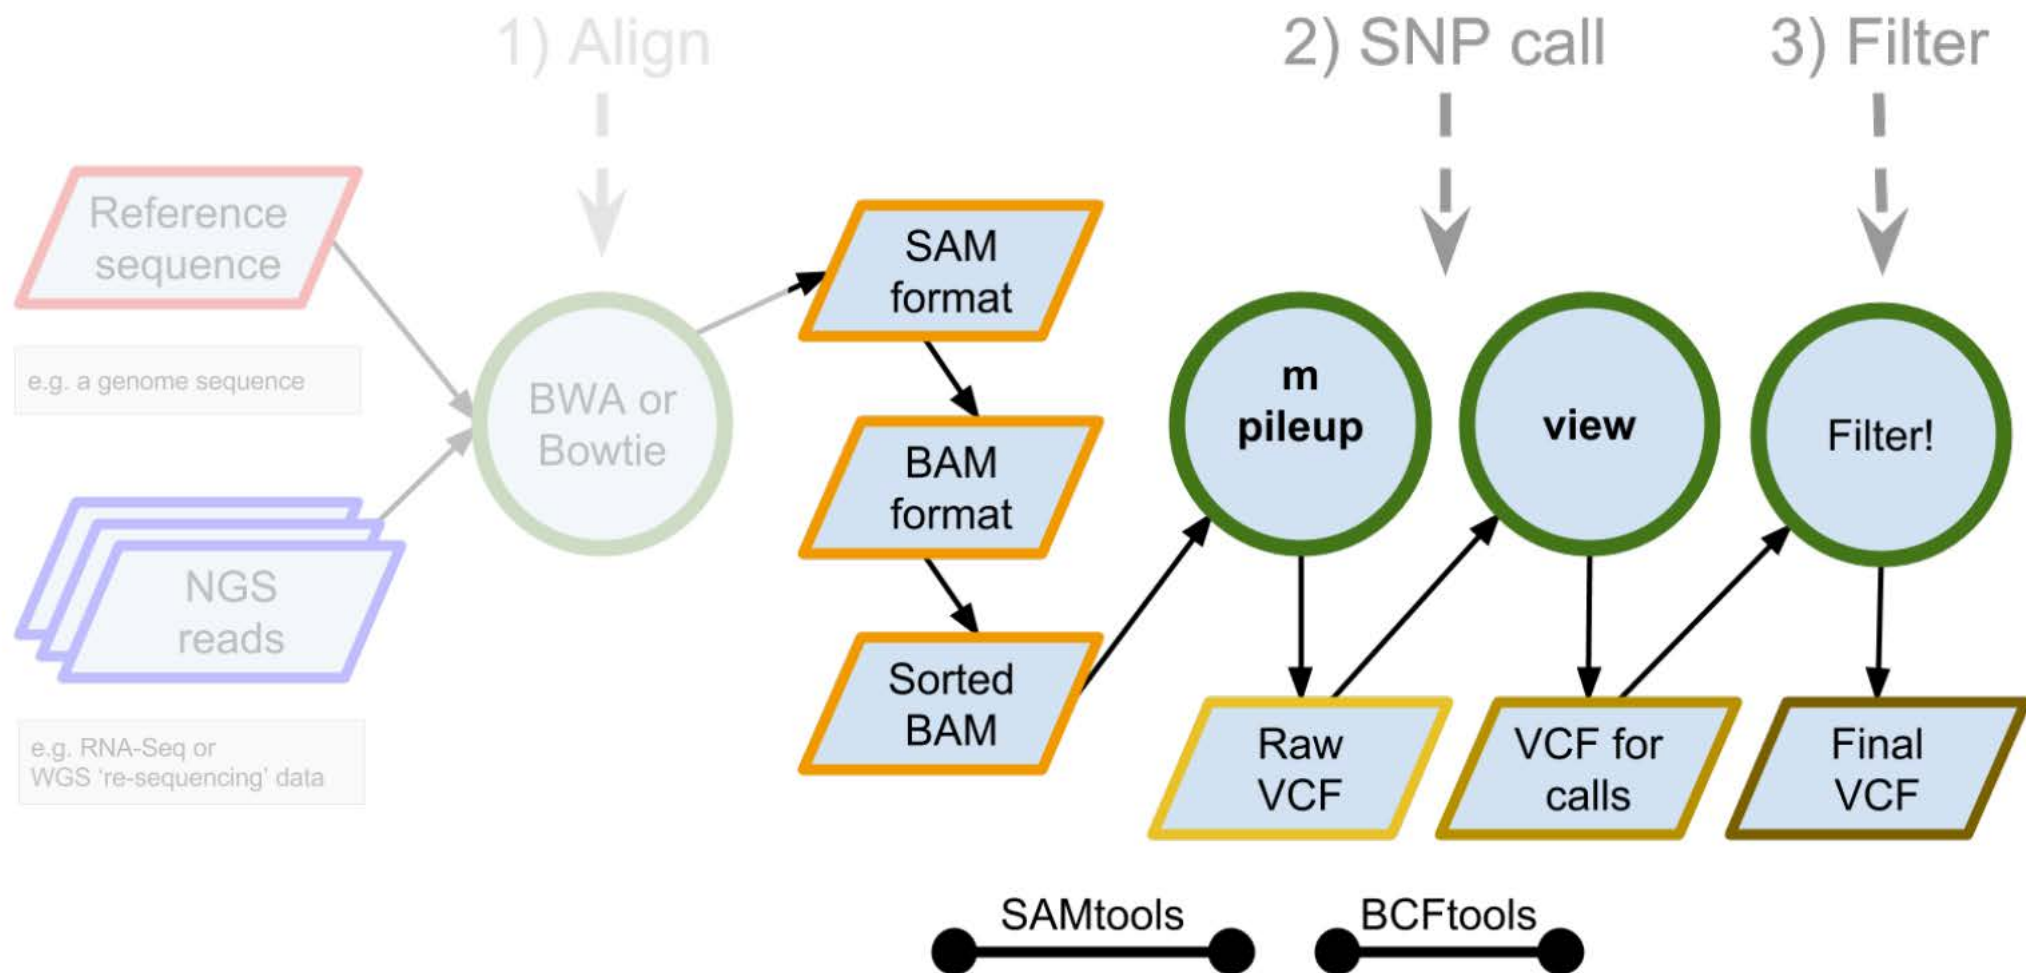 1) Align
2) SNP call
3) Filter
Reference
sequence
e.g. a genome sequence
NGS
reads
e.g. RNA-Seq or
WGS ‘re-sequencing’ data
BWA or
Bowtie
SAM
format
BAM
format
Sorted
BAM
m
pileup
view
Filter!
Raw
VCF
VCF for
calls
Final
VCF
SAMtools
BCFtools